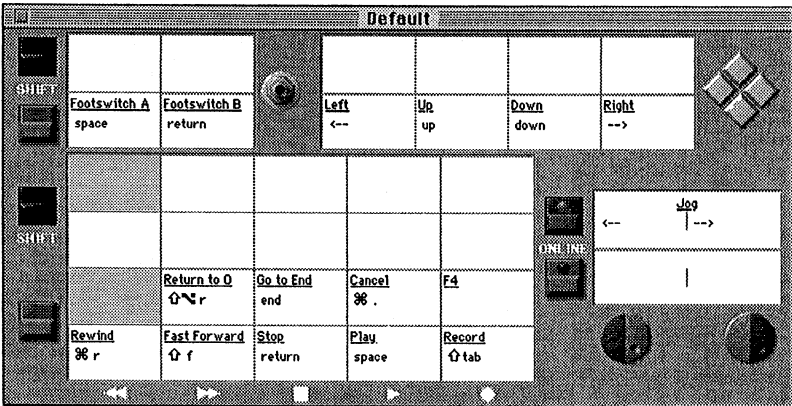 Default
SHIFT
Footswitch A Footswitch B Left Up Down Right
space return <-- up down -->
SHIFT
Jog
<-- -->
ONLINE
Return to 0 Go to End Cancel F4
⇧⌥ r end ⌘ .
Rewind Fast Forward Stop Play Record
⌘ r ⇧ f return space ⇧ tab